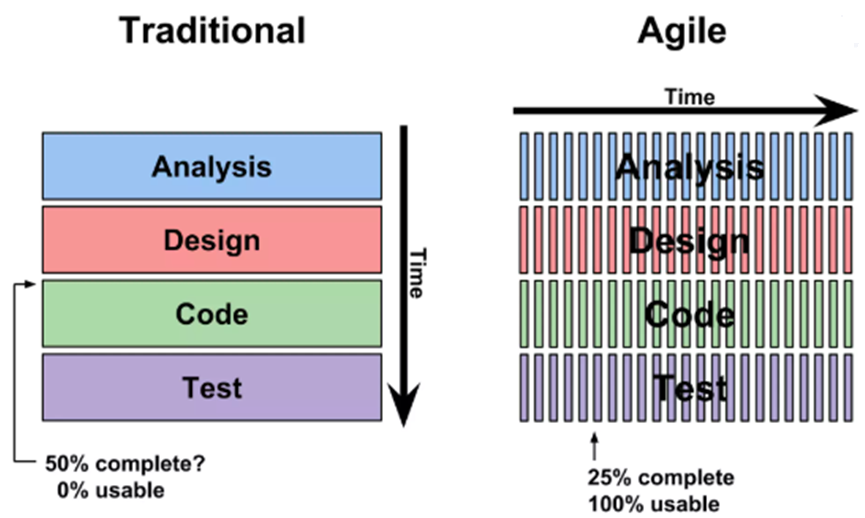 Traditional
Analysis
Design
Code
Test
Time
50% complete?
0% usable
Agile
Time
Analysis
Design
Code
Test
25% complete
100% usable